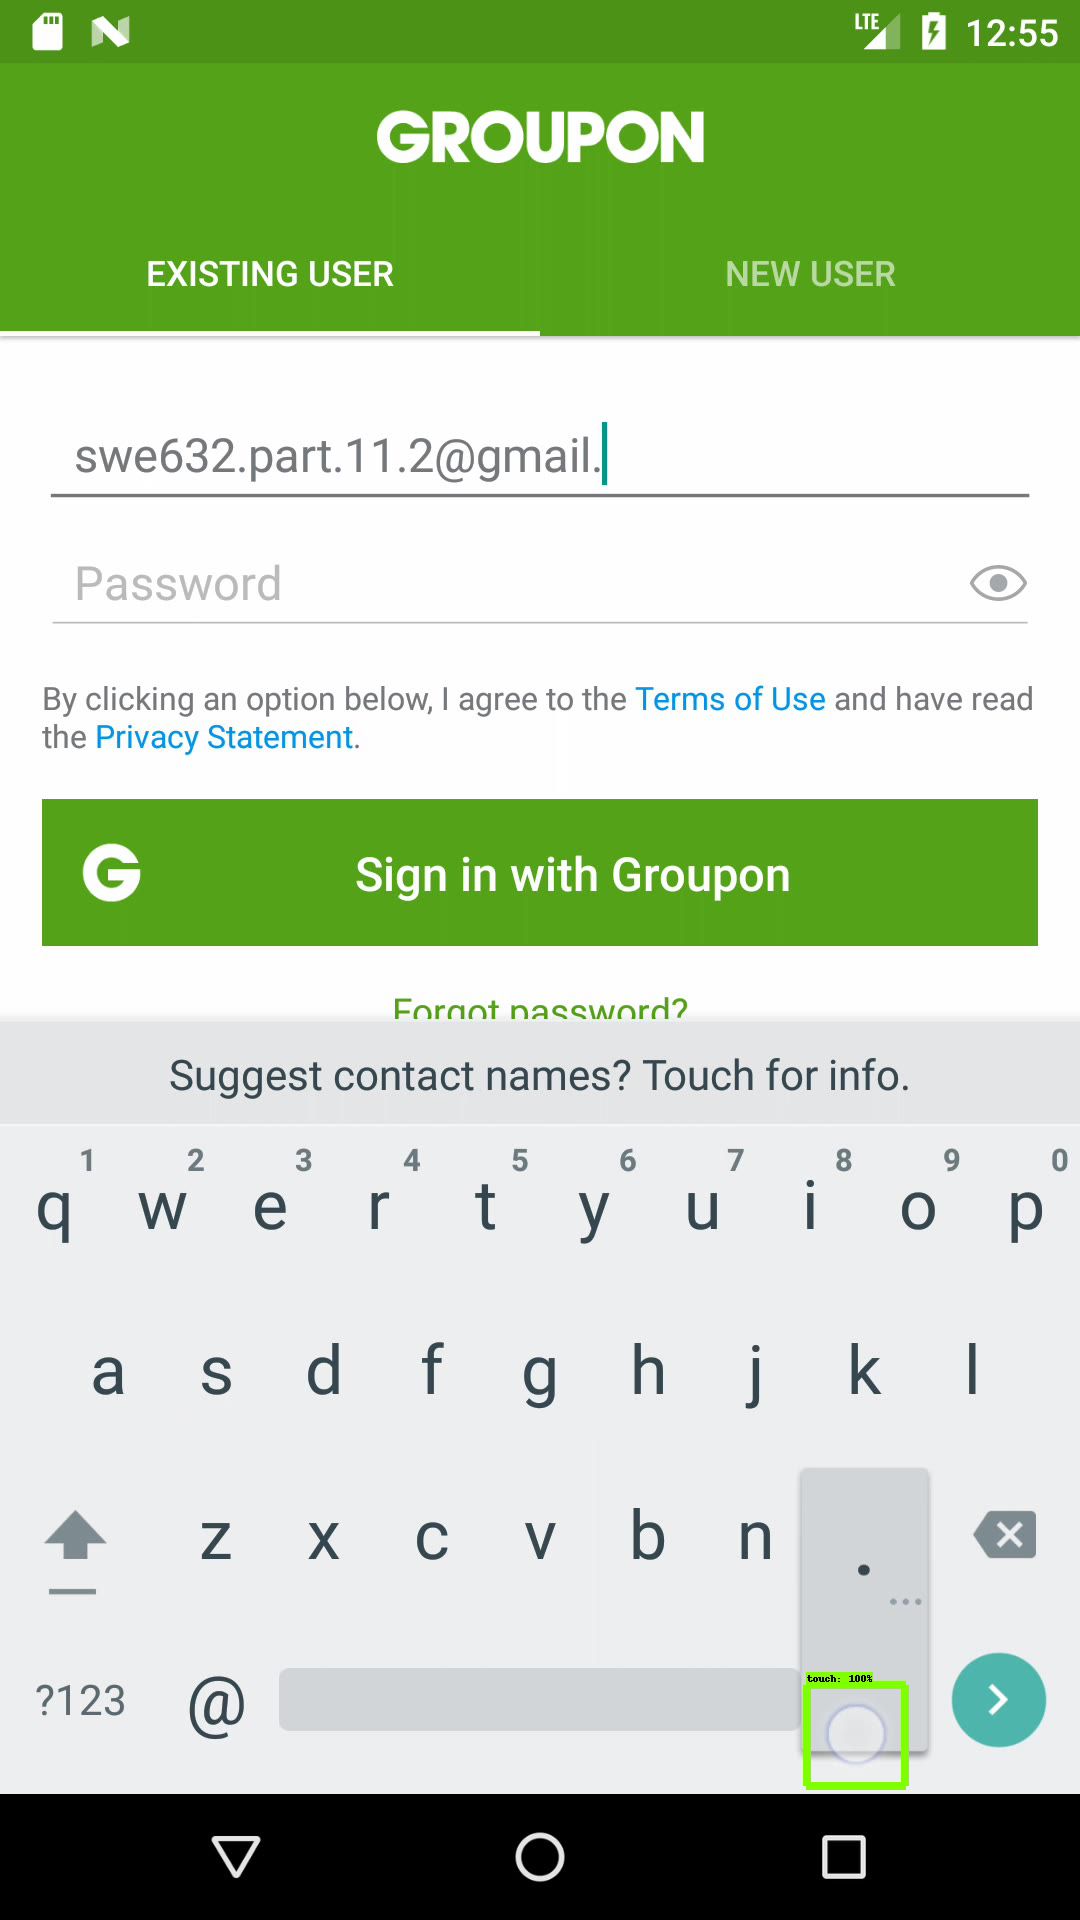 LTE 12:55
GROUPON
EXISTING USER NEW USER
swe632.part.11.2@gmail.
Password
By clicking an option below, I agree to the Terms of Use and have read
the Privacy Statement.
G Sign in with Groupon
Forgot password?
Suggest contact names? Touch for info.
1 2 3 4 5 6 7 8 9 0
q w e r t y u i o p
a s d f g h j k l
z x c v b n .
...
touch: 100%
?123 @